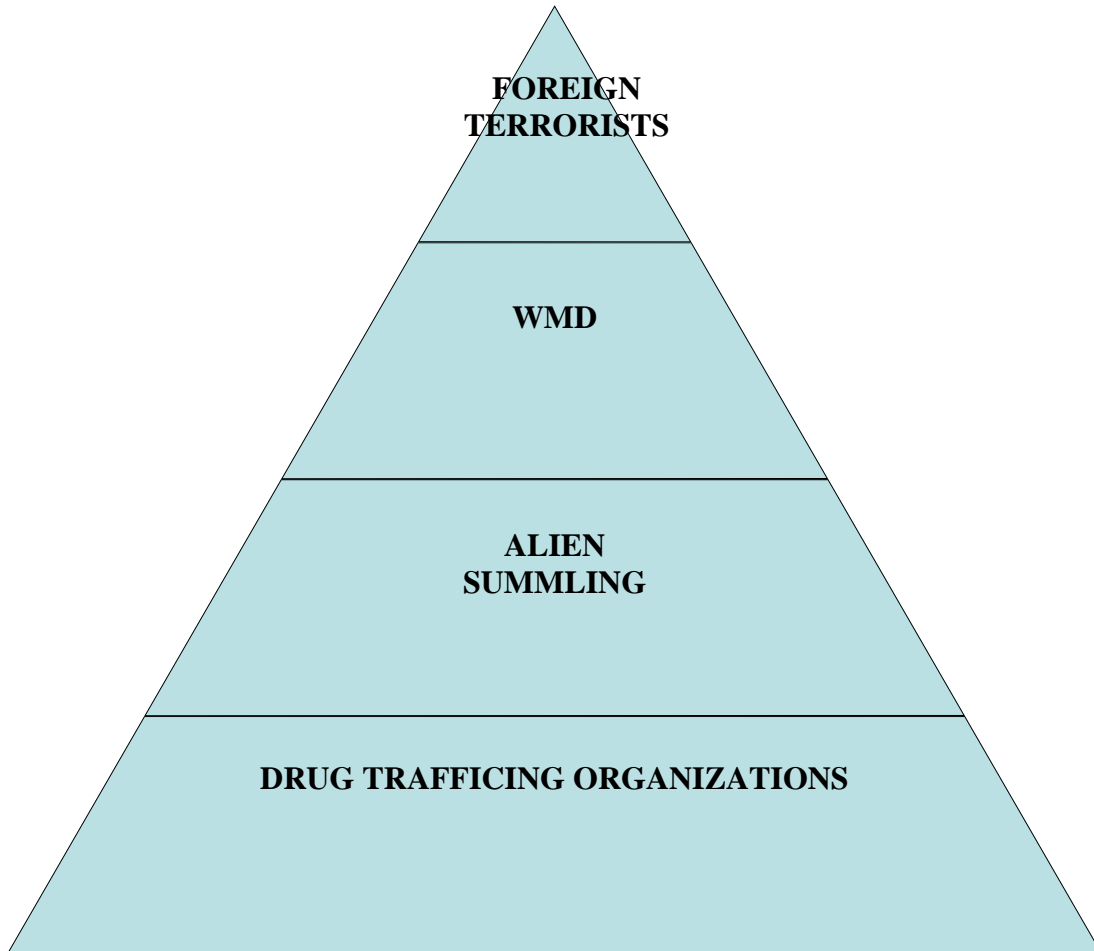 FOREIGN
TERRORISTS
WMD
ALIEN
SUMMLING
DRUG TRAFFICING ORGANIZATIONS